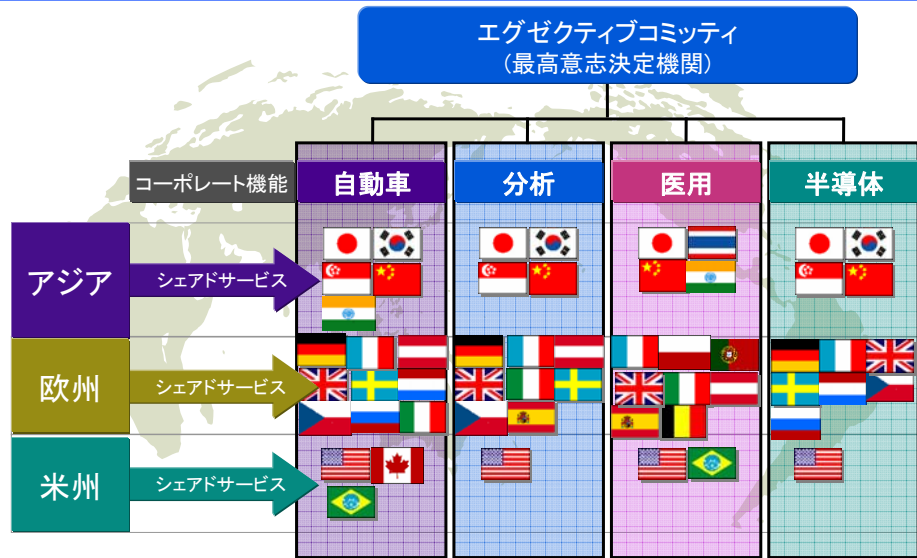 エグゼクティブコミッティ
(最高意志決定機関)
コーポレート機能
自動車
分析
医用
半導体
アジア
シェアドサービス
欧州
シェアドサービス
米州
シェアドサービス